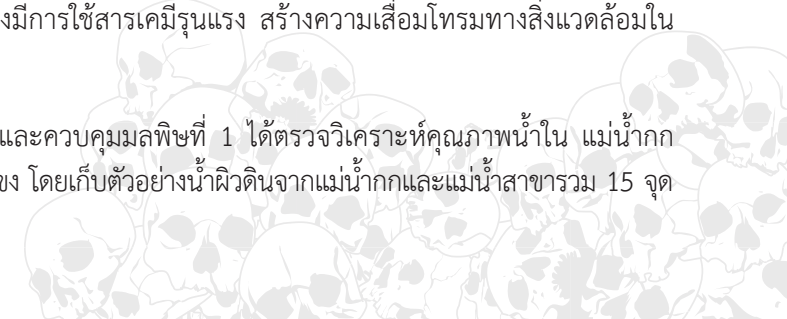 งมีการใช้สารเคมีรุนแรง สร้างความเสื่อมโทรมทางสิ่งแวดล้อมใน
และควบคุมมลพิษที่ 1 ได้ตรวจวิเคราะห์คุณภาพน้ำใน แม่น้ำกก
ขง โดยเก็บตัวอย่างน้ำผิวดินจากแม่น้ำกกและแม่น้ำสาขารวม 15 จุด